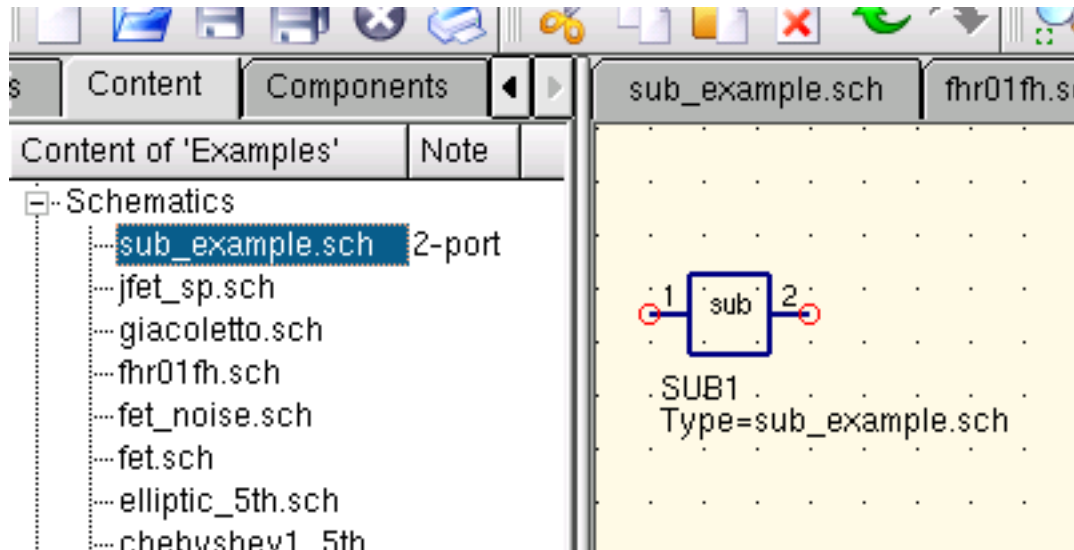 s Content Components
Content of 'Examples' Note
Schematics
sub_example.sch 2-port
jfet_sp.sch
giacoletto.sch
fhr01fh.sch
fet_noise.sch
fet.sch
elliptic_5th.sch
chebyshev1_5th
sub_example.sch fhr01fh.s
1 sub 2
SUB1
Type=sub_example.sch